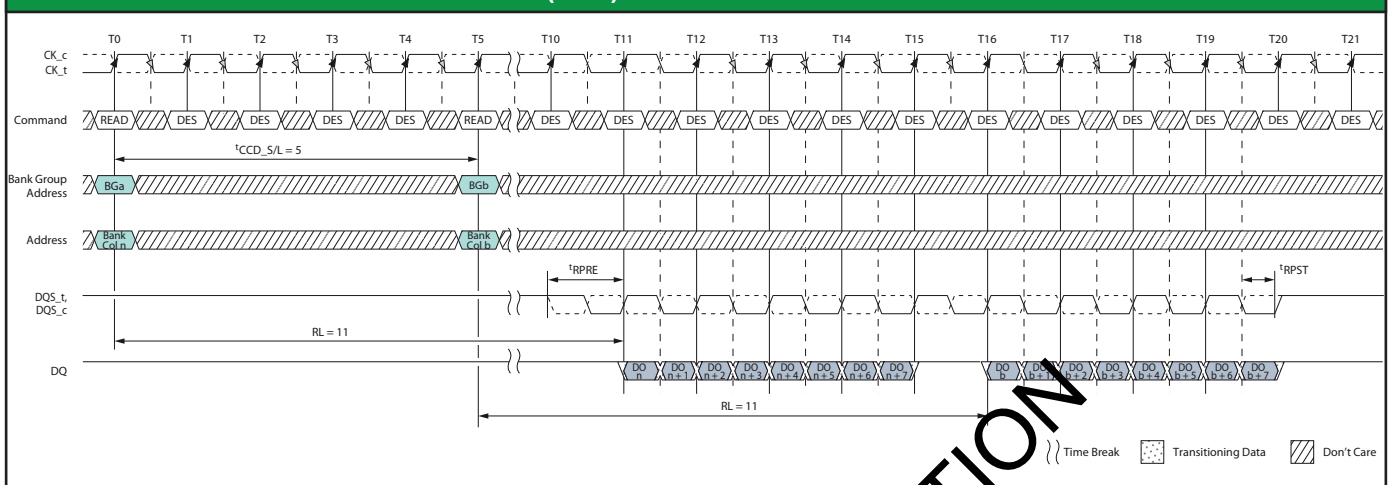 T0 T1 T2 T3 T4 T5 T10 T11 T12 T13 T14 T15 T16 T17 T18 T19 T20 T21
CK_c
CK_t
Command READ DES DES DES DES READ DES DES DES DES DES DES DES DES DES DES DES DES
tCCD_S/L = 5
Bank Group
Address
BGa BGb
Address
Bank
Col n
Bank
Col b
tRPRE tRPST
DQS_t,
DQS_c
RL = 11
DQ
DO
n
DO
n + 1
DO
n + 2
DO
n + 3
DO
n + 4
DO
n + 5
DO
n + 6
DO
n + 7
DO
b
DO
b + 1
DO
b + 2
DO
b + 3
DO
b + 4
DO
b + 5
DO
b + 6
DO
b + 7
RL = 11
TION
Time Break Transitioning Data Don't Care